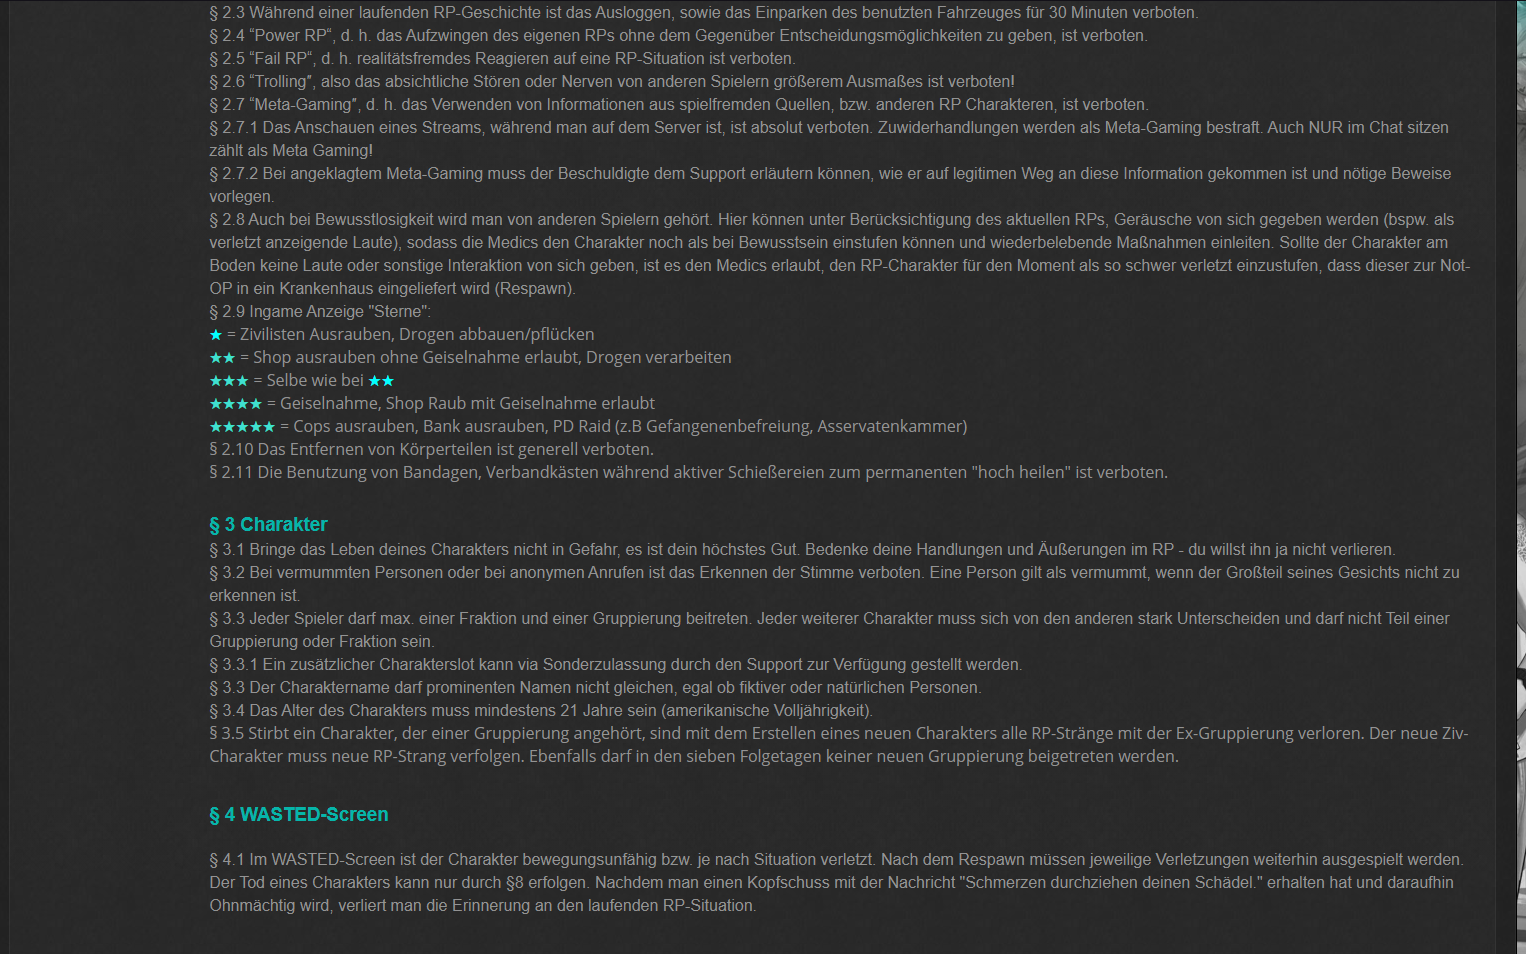 § 2.3 Während einer laufenden RP-Geschichte ist das Ausloggen, sowie das Einparken des benutzten Fahrzeuges für 30 Minuten verboten.
§ 2.4 “Power RP“, d. h. das Aufzwingen des eigenen RPs ohne dem Gegenüber Entscheidungsmöglichkeiten zu geben, ist verboten.
§ 2.5 “Fail RP“, d. h. realitätsfremdes Reagieren auf eine RP-Situation ist verboten.
§ 2.6 “Trolling″, also das absichtliche Stören oder Nerven von anderen Spielern größerem Ausmaßes ist verboten!
§ 2.7 “Meta-Gaming″, d. h. das Verwenden von Informationen aus spielfremden Quellen, bzw. anderen RP Charakteren, ist verboten.
§ 2.7.1 Das Anschauen eines Streams, während man auf dem Server ist, ist absolut verboten. Zuwiderhandlungen werden als Meta-Gaming bestraft. Auch NUR im Chat sitzen
zählt als Meta Gaming!
§ 2.7.2 Bei angeklagtem Meta-Gaming muss der Beschuldigte dem Support erläutern können, wie er auf legitimen Weg an diese Information gekommen ist und nötige Beweise
vorlegen.
§ 2.8 Auch bei Bewusstlosigkeit wird man von anderen Spielern gehört. Hier können unter Berücksichtigung des aktuellen RPs, Geräusche von sich gegeben werden (bspw. als
verletzt anzeigende Laute), sodass die Medics den Charakter noch als bei Bewusstsein einstufen können und wiederbelebende Maßnahmen einleiten. Sollte der Charakter am
Boden keine Laute oder sonstige Interaktion von sich geben, ist es den Medics erlaubt, den RP-Charakter für den Moment als so schwer verletzt einzustufen, dass dieser zur Not-
OP in ein Krankenhaus eingeliefert wird (Respawn).
§ 2.9 Ingame Anzeige "Sterne":
★ = Zivilisten Ausrauben, Drogen abbauen/pflücken
★★ = Shop ausrauben ohne Geiselnahme erlaubt, Drogen verarbeiten
★★★ = Selbe wie bei ★★
★★★★ = Geiselnahme, Shop Raub mit Geiselnahme erlaubt
★★★★★ = Cops ausrauben, Bank ausrauben, PD Raid (z.B Gefangenenbefreiung, Asservatenkammer)
§ 2.10 Das Entfernen von Körperteilen ist generell verboten.
§ 2.11 Die Benutzung von Bandagen, Verbandkästen während aktiver Schießereien zum permanenten "hoch heilen" ist verboten.
§ 3 Charakter
§ 3.1 Bringe das Leben deines Charakters nicht in Gefahr, es ist dein höchstes Gut. Bedenke deine Handlungen und Äußerungen im RP - du willst ihn ja nicht verlieren.
§ 3.2 Bei vermummten Personen oder bei anonymen Anrufen ist das Erkennen der Stimme verboten. Eine Person gilt als vermummt, wenn der Großteil seines Gesichts nicht zu
erkennen ist.
§ 3.3 Jeder Spieler darf max. einer Fraktion und einer Gruppierung beitreten. Jeder weiterer Charakter muss sich von den anderen stark Unterscheiden und darf nicht Teil einer
Gruppierung oder Fraktion sein.
§ 3.3.1 Ein zusätzlicher Charakterslot kann via Sonderzulassung durch den Support zur Verfügung gestellt werden.
§ 3.3 Der Charaktername darf prominenten Namen nicht gleichen, egal ob fiktiver oder natürlichen Personen.
§ 3.4 Das Alter des Charakters muss mindestens 21 Jahre sein (amerikanische Volljährigkeit).
§ 3.5 Stirbt ein Charakter, der einer Gruppierung angehört, sind mit dem Erstellen eines neuen Charakters alle RP-Stränge mit der Ex-Gruppierung verloren. Der neue Ziv-
Charakter muss neue RP-Strang verfolgen. Ebenfalls darf in den sieben Folgetagen keiner neuen Gruppierung beigetreten werden.
§ 4 WASTED-Screen
§ 4.1 Im WASTED-Screen ist der Charakter bewegungsunfähig bzw. je nach Situation verletzt. Nach dem Respawn müssen jeweilige Verletzungen weiterhin ausgespielt werden.
Der Tod eines Charakters kann nur durch §8 erfolgen. Nachdem man einen Kopfschuss mit der Nachricht "Schmerzen durchziehen deinen Schädel." erhalten hat und daraufhin
Ohnmächtig wird, verliert man die Erinnerung an den laufenden RP-Situation.